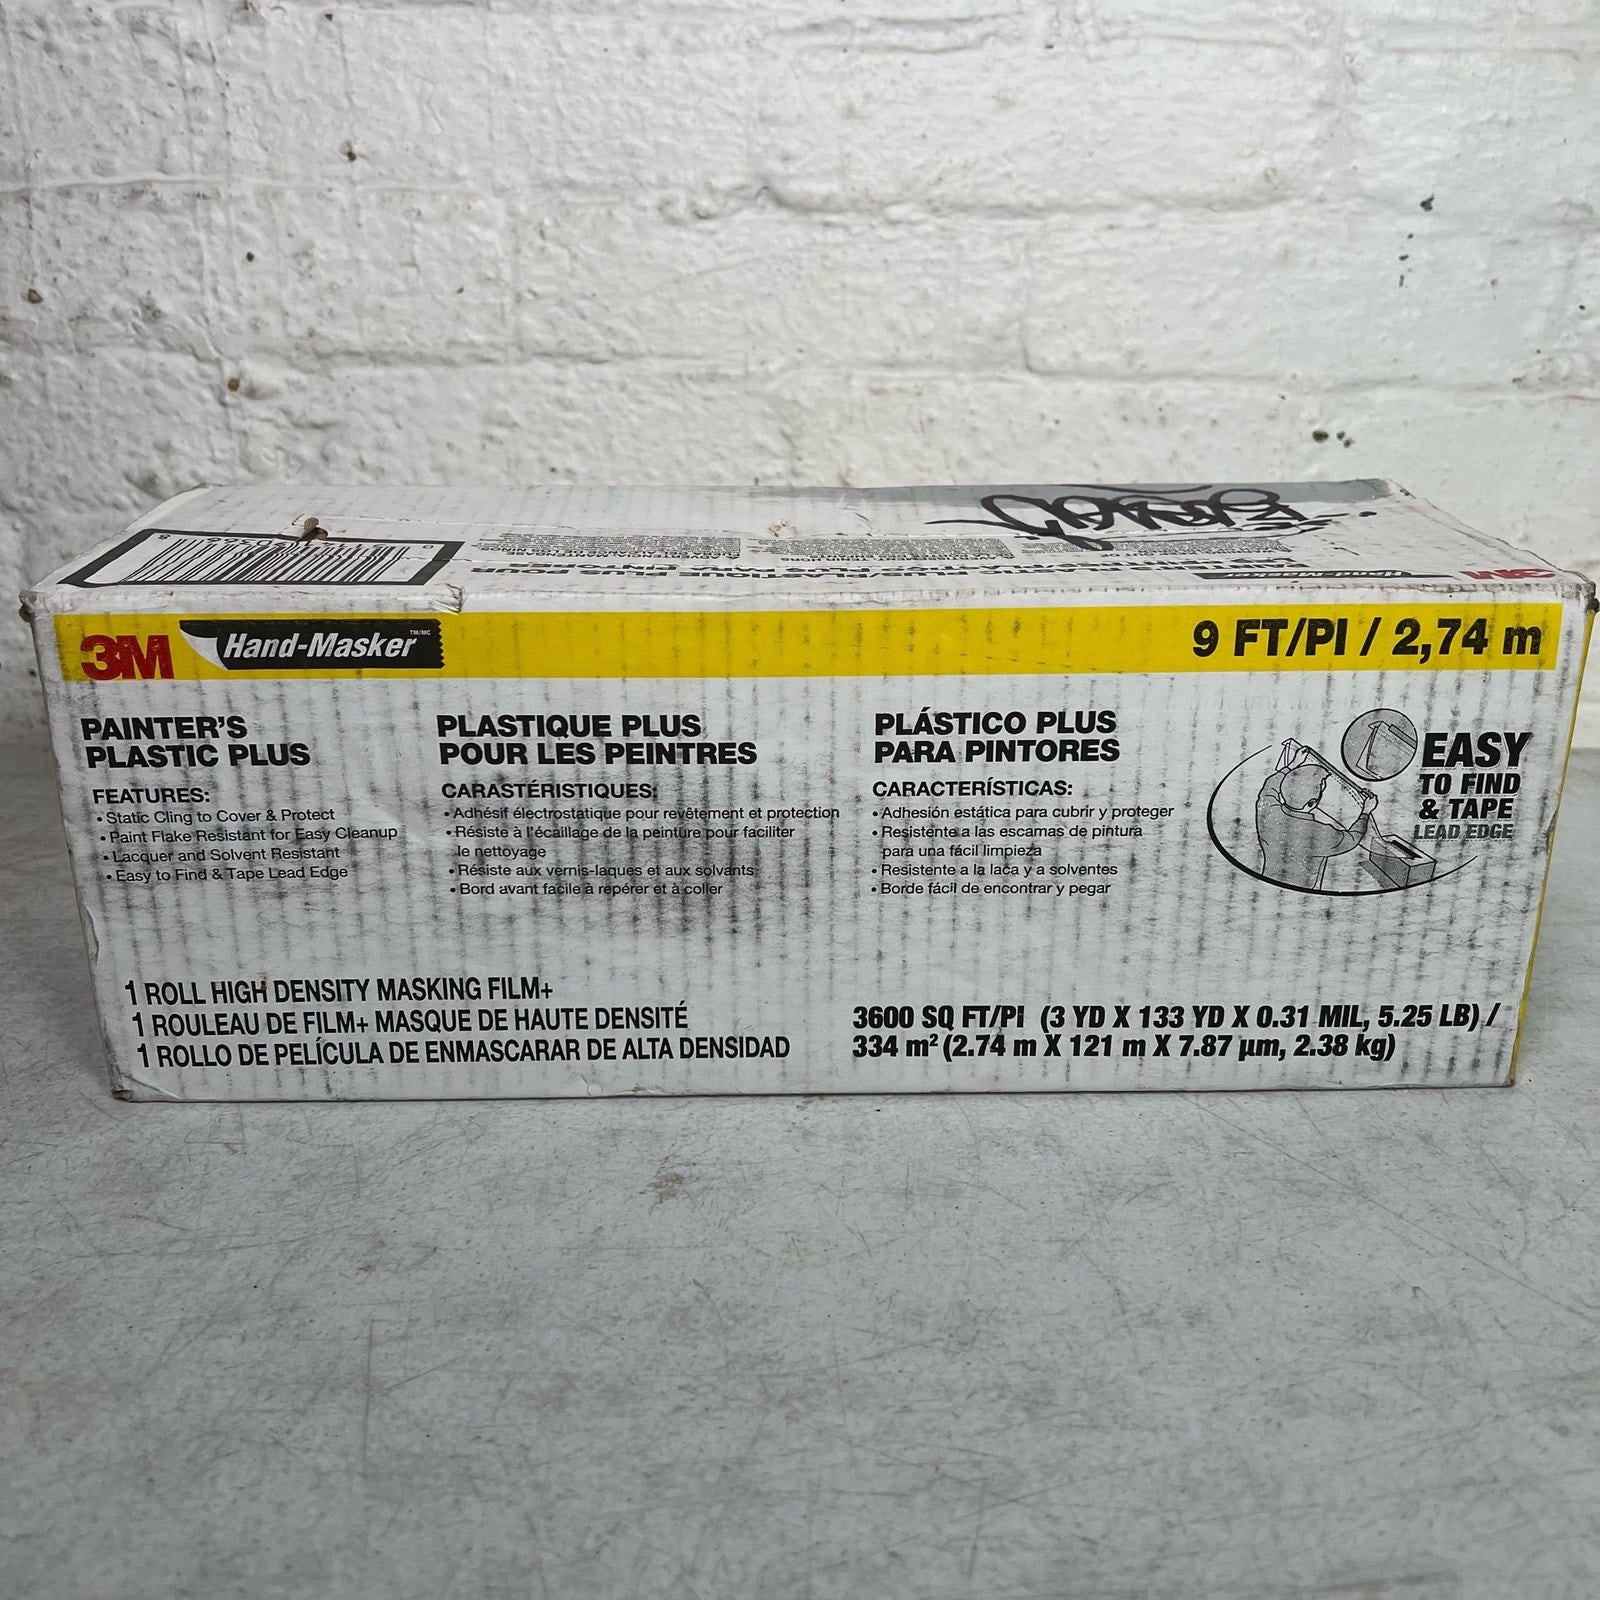 3M Hand-Masker TM/MC
9 FT/PI / 2,74 m
PAINTER'S
PLASTIC PLUS
FEATURES:
• Static Cling to Cover & Protect
• Paint Flake Resistant for Easy Cleanup
• Lacquer and Solvent Resistant
• Easy to Find & Tape Lead Edge
PLASTIQUE PLUS
POUR LES PEINTRES
CARASTÉRISTIQUES:
• Adhésif électrostatique pour revêtement et protection
• Résiste à l'écaillage de la peinture pour faciliter
le nettoyage
• Résiste aux vernis-laques et aux solvants
• Bord avant facile à repérer et à coller
PLÁSTICO PLUS
PARA PINTORES
CARACTERÍSTICAS:
• Adhesión estática para cubrir y proteger
• Resistente a las escamas de pintura
para una fácil limpieza
• Resistente a la laca y a solventes
• Borde fácil de encontrar y pegar
EASY
TO FIND
& TAPE
LEAD EDGE
1 ROLL HIGH DENSITY MASKING FILM+
1 ROULEAU DE FILM+ MASQUE DE HAUTE DENSITÉ
1 ROLLO DE PELÍCULA DE ENMASCARAR DE ALTA DENSIDAD
3600 SQ FT/PI (3 YD X 133 YD X 0.31 MIL, 5.25 LB) /
334 m² (2.74 m X 121 m X 7.87 µm, 2.38 kg)
3M Hand-Masker